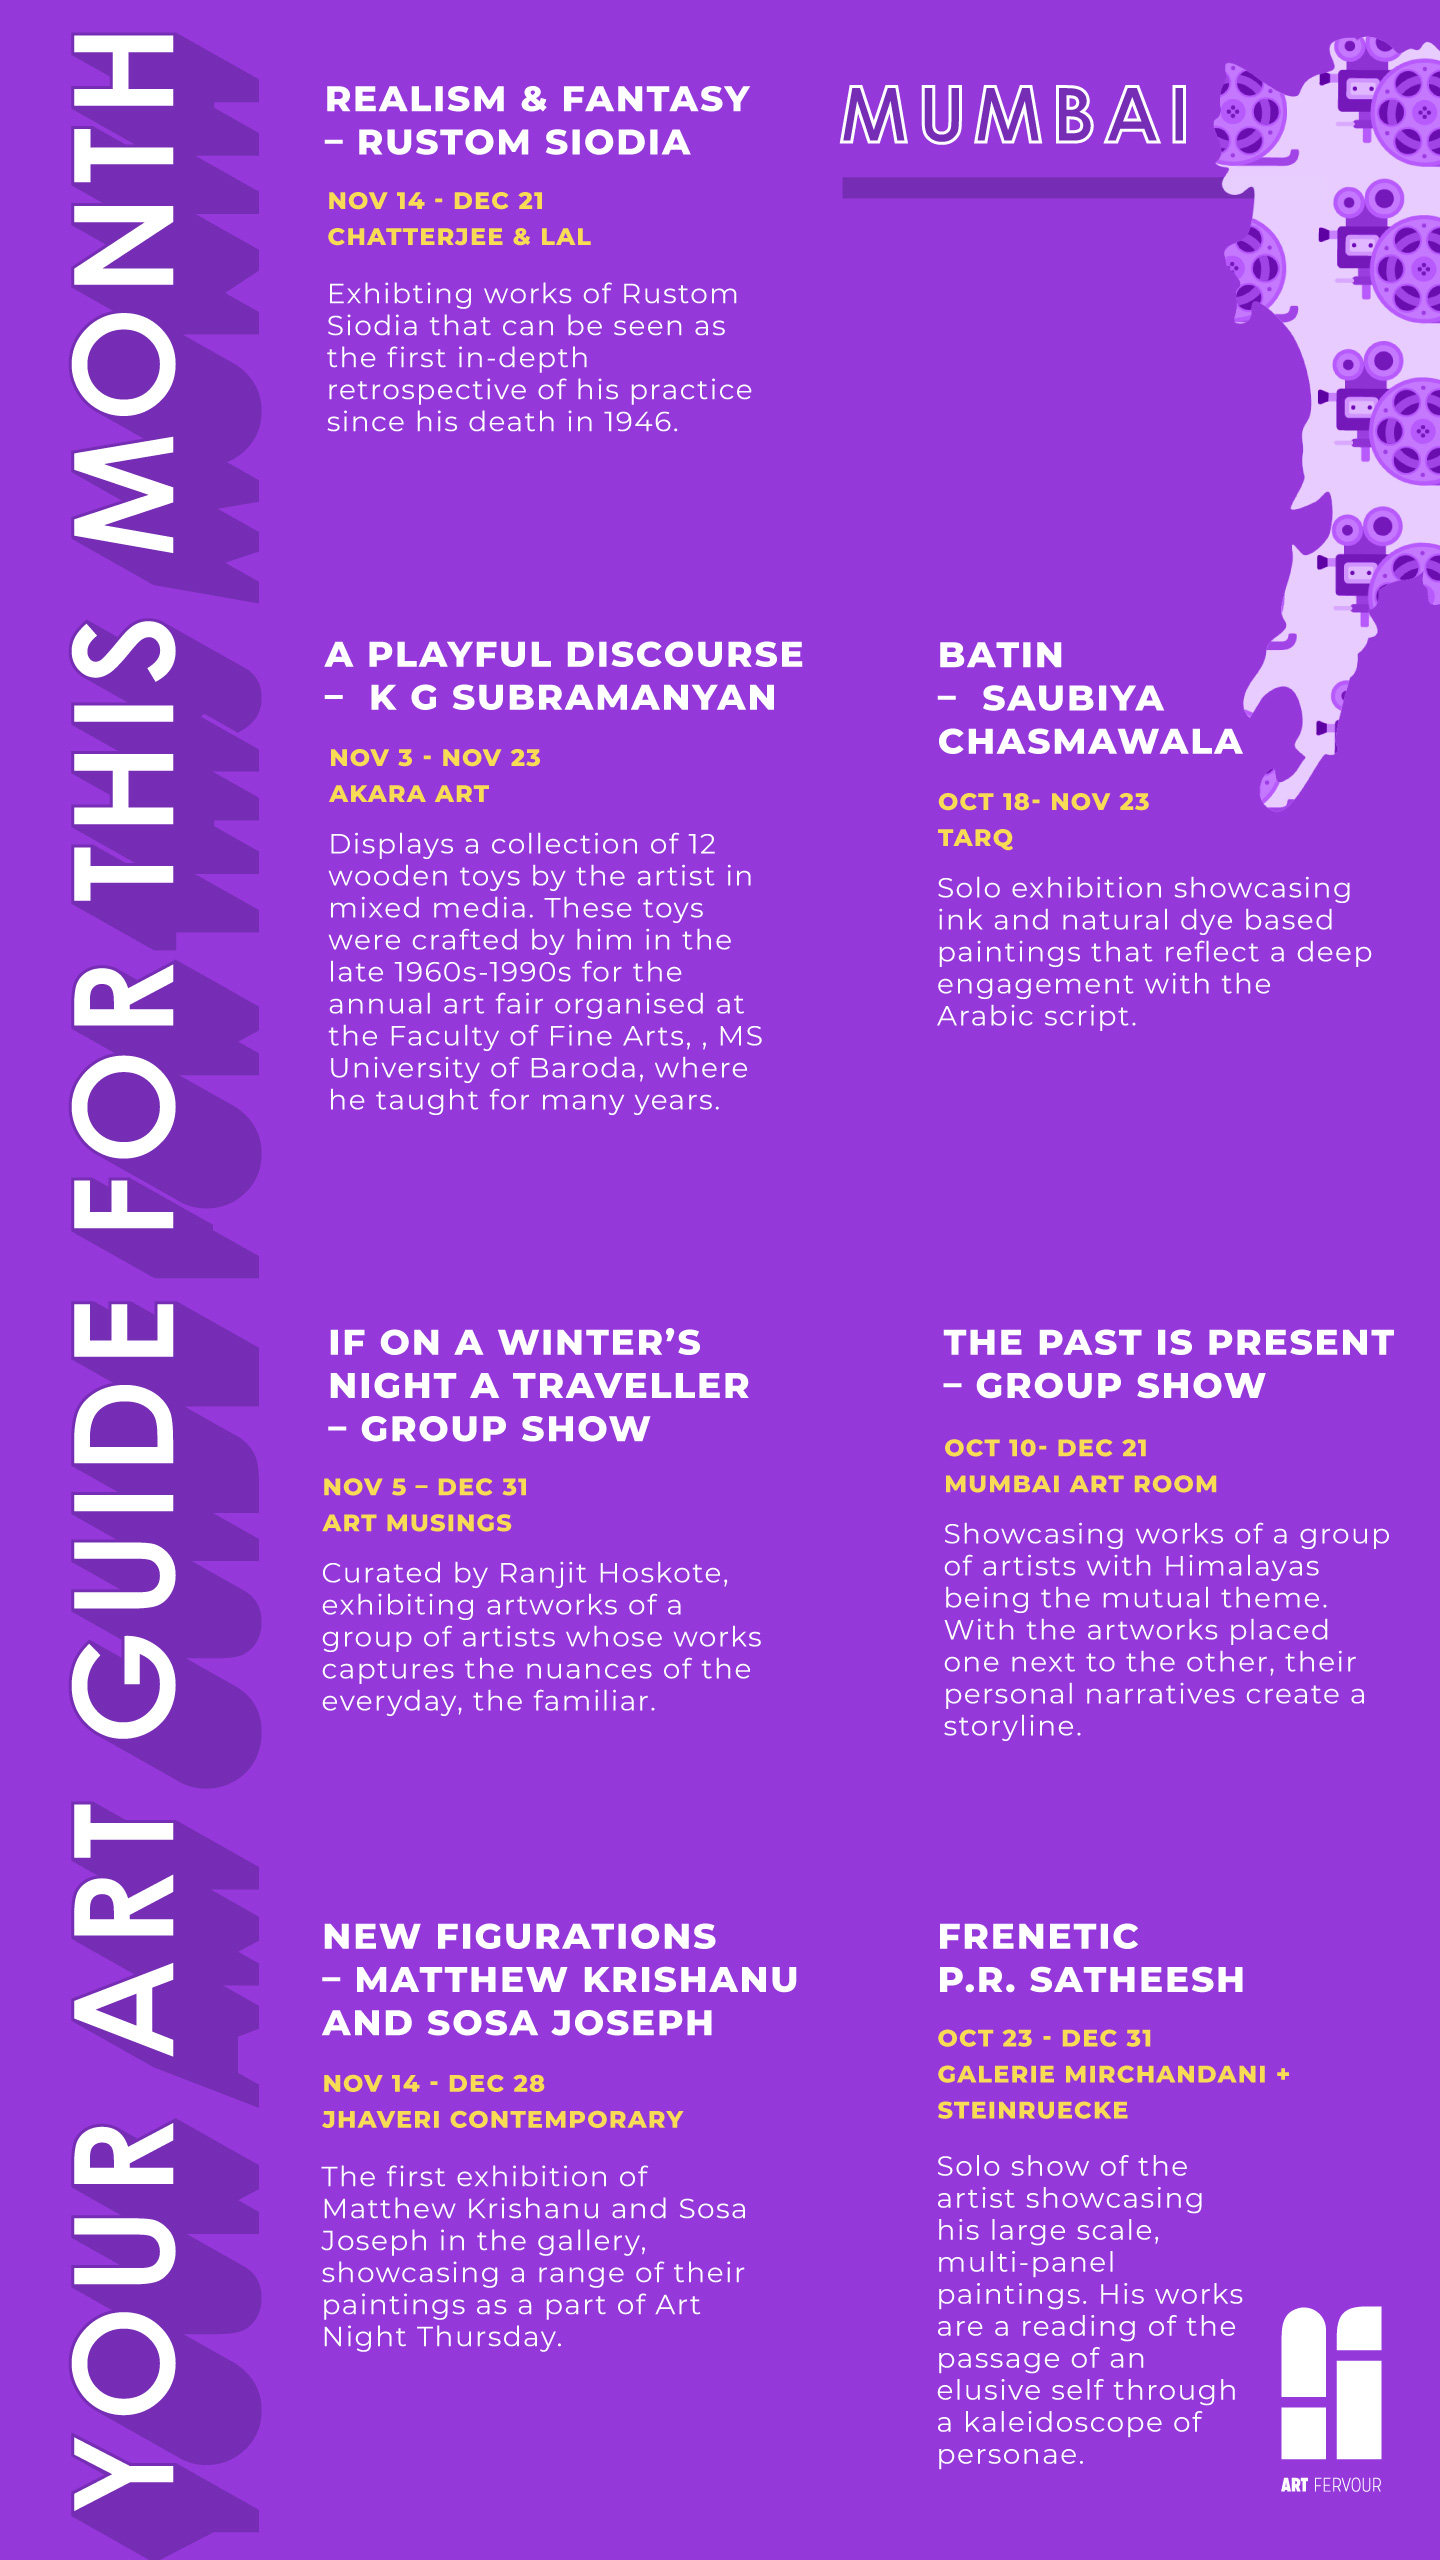 YOUR ART GUIDE FOR THIS MONTH
MUMBAI
REALISM & FANTASY
– RUSTOM SIODIA
NOV 14 - DEC 21
CHATTERJEE & LAL
Exhibting works of Rustom
Siodia that can be seen as
the first in-depth
retrospective of his practice
since his death in 1946.
A PLAYFUL DISCOURSE
– K G SUBRAMANYAN
NOV 3 - NOV 23
AKARA ART
Displays a collection of 12
wooden toys by the artist in
mixed media. These toys
were crafted by him in the
late 1960s-1990s for the
annual art fair organised at
the Faculty of Fine Arts, , MS
University of Baroda, where
he taught for many years.
BATIN
– SAUBIYA
CHASMAWALA
OCT 18- NOV 23
TARQ
Solo exhibition showcasing
ink and natural dye based
paintings that reflect a deep
engagement with the
Arabic script.
IF ON A WINTER’S
NIGHT A TRAVELLER
– GROUP SHOW
NOV 5 – DEC 31
ART MUSINGS
Curated by Ranjit Hoskote,
exhibiting artworks of a
group of artists whose works
captures the nuances of the
everyday, the familiar.
THE PAST IS PRESENT
– GROUP SHOW
OCT 10- DEC 21
MUMBAI ART ROOM
Showcasing works of a group
of artists with Himalayas
being the mutual theme.
With the artworks placed
one next to the other, their
personal narratives create a
storyline.
NEW FIGURATIONS
– MATTHEW KRISHANU
AND SOSA JOSEPH
NOV 14 - DEC 28
JHAVERI CONTEMPORARY
The first exhibition of
Matthew Krishanu and Sosa
Joseph in the gallery,
showcasing a range of their
paintings as a part of Art
Night Thursday.
FRENETIC
P.R. SATHEESH
OCT 23 - DEC 31
GALERIE MIRCHANDANI +
STEINRUECKE
Solo show of the
artist showcasing
his large scale,
multi-panel
paintings. His works
are a reading of the
passage of an
elusive self through
a kaleidoscope of
personae.
ART FERVOUR